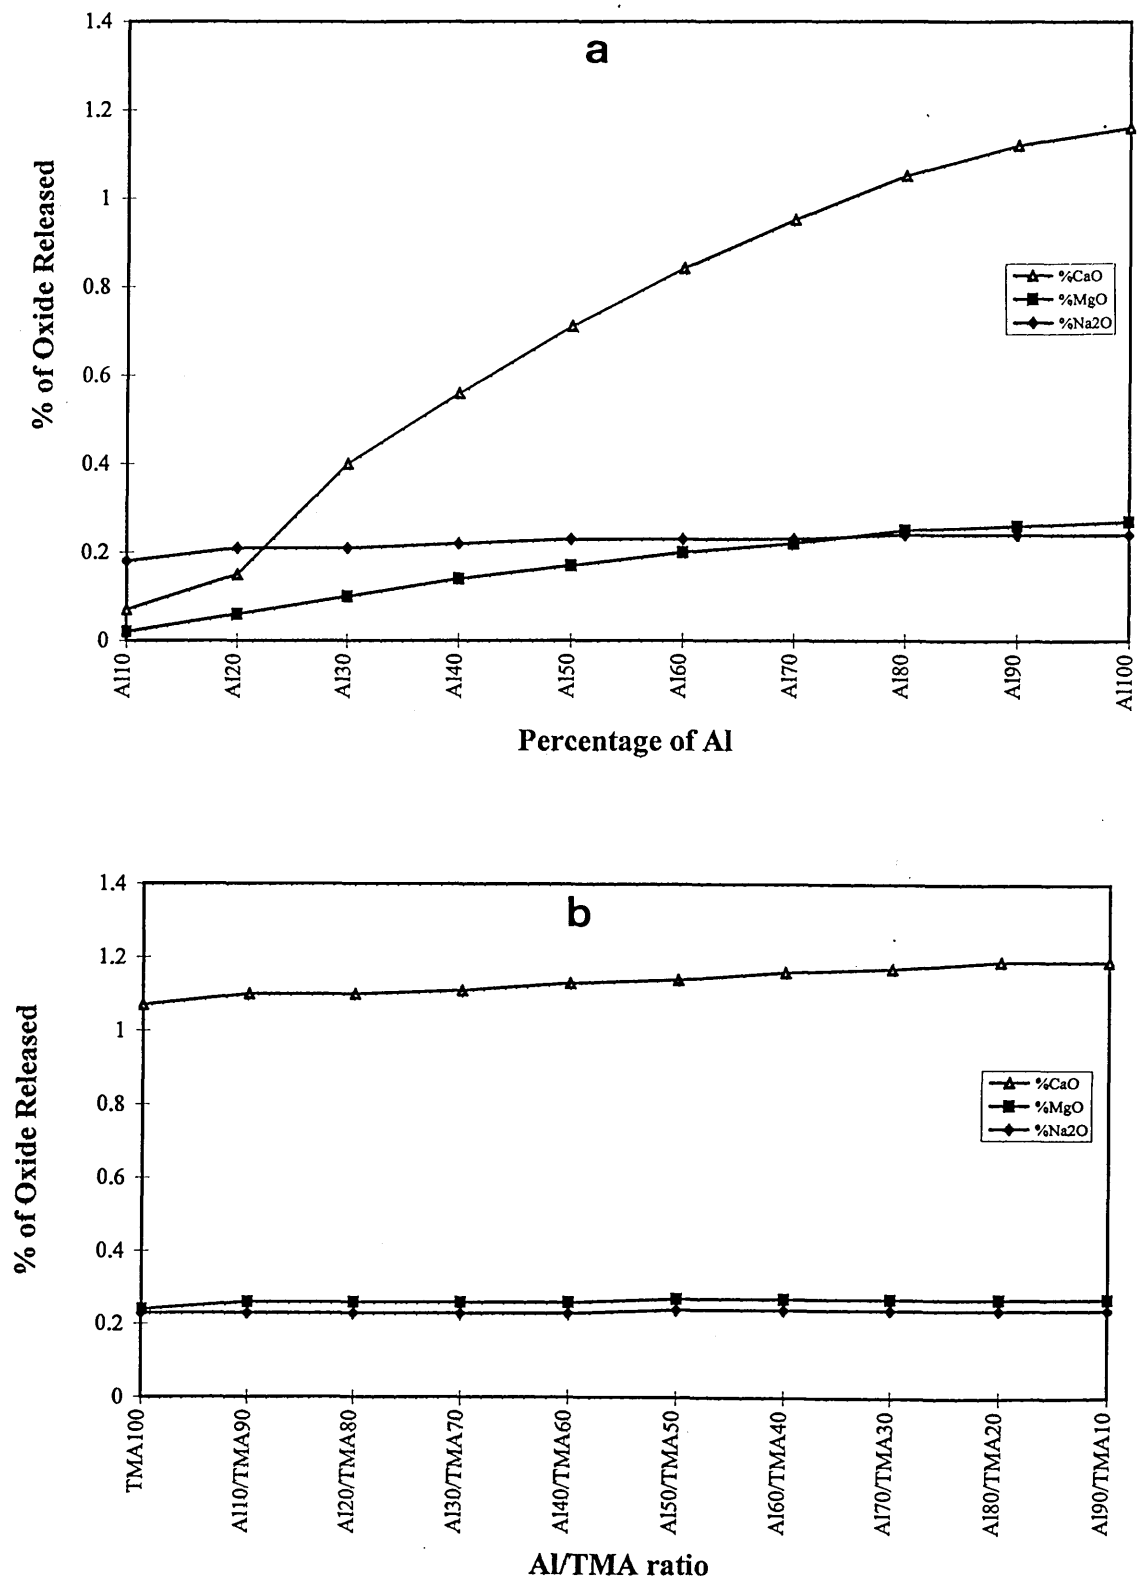 a
1.4
1.2
1
0.8
0.6
0.4
0.2
0
% of Oxide Released
%CaO
%MgO
%Na2O
Al10
Al20
Al30
Al40
Al50
Al60
Al70
Al80
Al90
Al100
Percentage of Al
b
1.4
1.2
1
0.8
0.6
0.4
0.2
0
% of Oxide Released
%CaO
%MgO
%Na2O
TMA100
Al10/TMA90
Al20/TMA80
Al30/TMA70
Al40/TMA60
Al50/TMA50
Al60/TMA40
Al70/TMA30
Al80/TMA20
Al90/TMA10
Al/TMA ratio